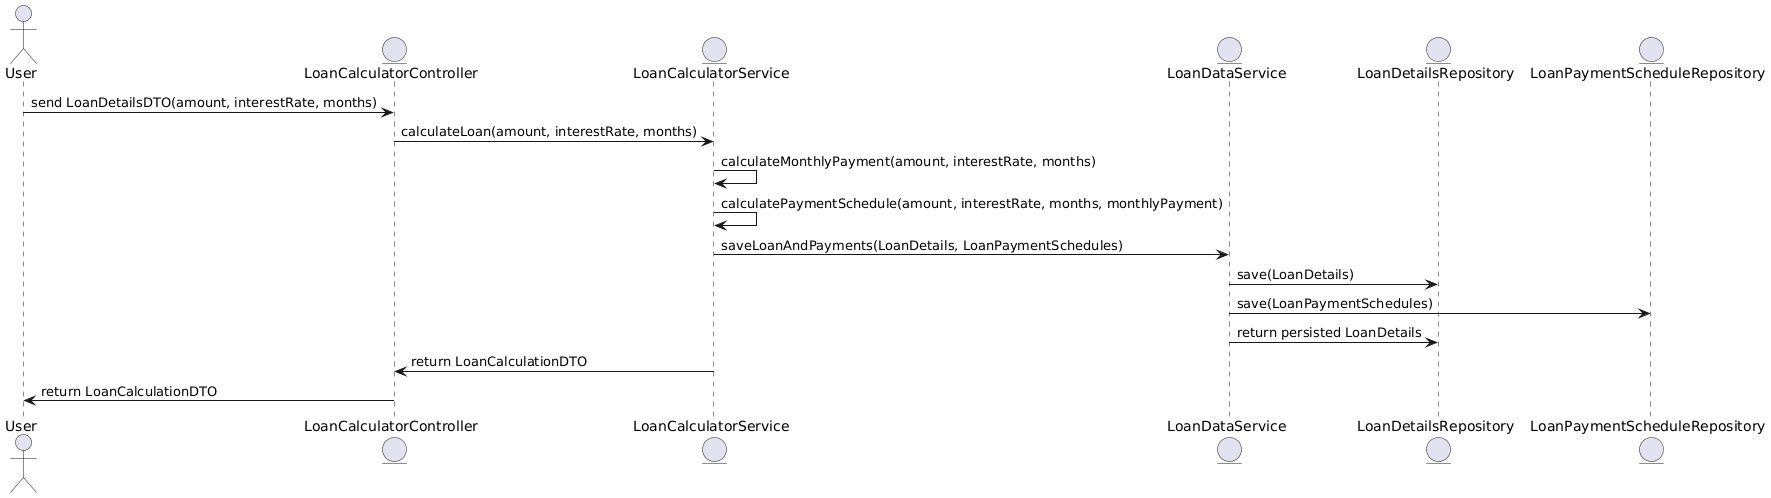 User
LoanCalculatorController
LoanCalculatorService
LoanDataService
LoanDetailsRepository
LoanPaymentScheduleRepository
send LoanDetailsDTO(amount, interestRate, months)
calculateLoan(amount, interestRate, months)
calculateMonthlyPayment(amount, interestRate, months)
calculatePaymentSchedule(amount, interestRate, months, monthlyPayment)
saveLoanAndPayments(LoanDetails, LoanPaymentSchedules)
save(LoanDetails)
save(LoanPaymentSchedules)
return persisted LoanDetails
return LoanCalculationDTO
return LoanCalculationDTO
User
LoanCalculatorController
LoanCalculatorService
LoanDataService
LoanDetailsRepository
LoanPaymentScheduleRepository